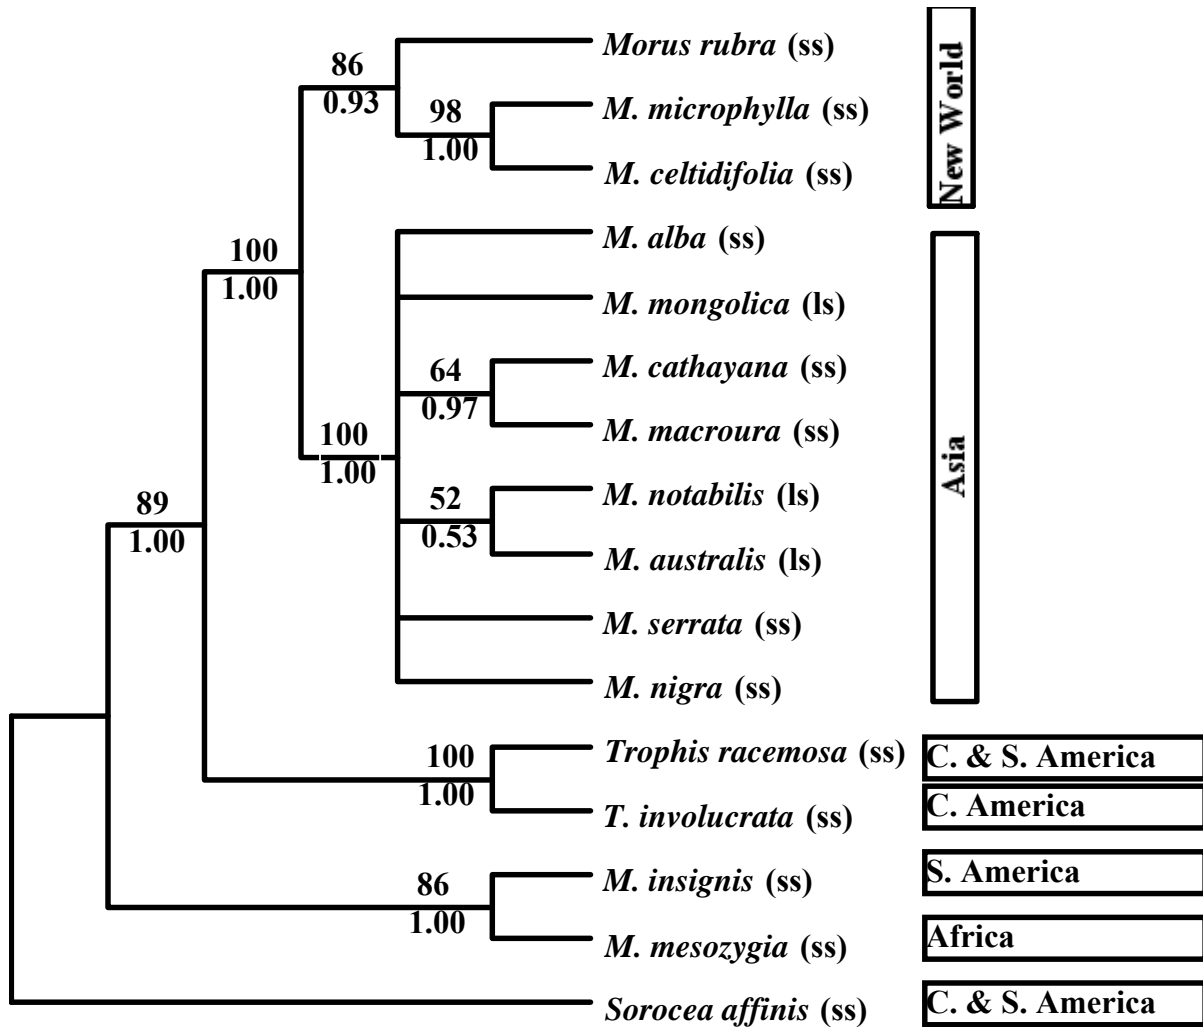 86
0.93
Morus rubra (ss)
98
1.00
M. microphylla (ss)
M. celtidifolia (ss)
New World
100
1.00
M. alba (ss)
M. mongolica (ls)
64
0.97
M. cathayana (ss)
M. macroura (ss)
100
1.00
52
0.53
M. notabilis (ls)
M. australis (ls)
M. serrata (ss)
M. nigra (ss)
Asia
89
1.00
100
1.00
Trophis racemosa (ss)
C. & S. America
T. involucrata (ss)
C. America
86
1.00
M. insignis (ss)
S. America
M. mesozygia (ss)
Africa
Sorocea affinis (ss)
C. & S. America